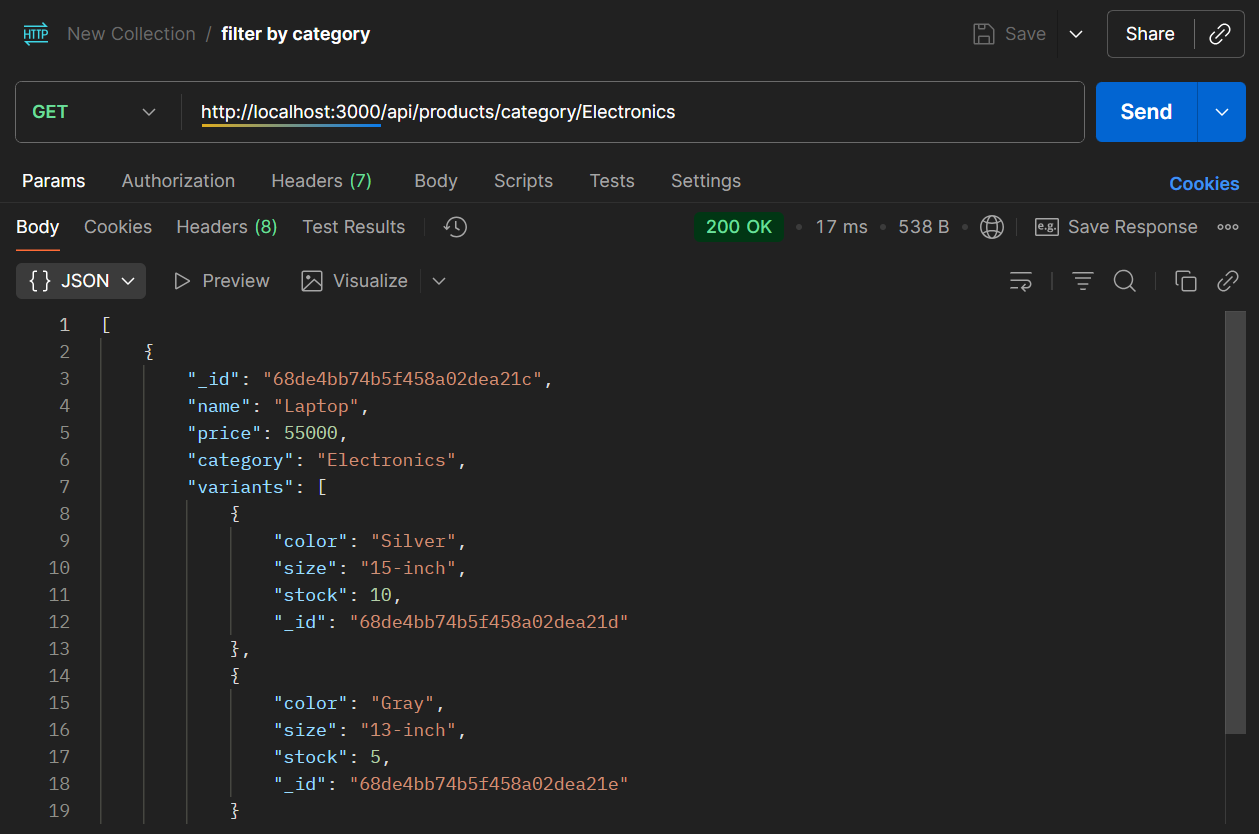 HTTP New Collection / filter by category Save Share
GET http://localhost:3000/api/products/category/Electronics Send
Params Authorization Headers (7) Body Scripts Tests Settings Cookies
Body Cookies Headers (8) Test Results 200 OK • 17 ms • 538 B • e.g. Save Response
{} JSON Preview Visualize
1 [
2 {
3 "_id": "68de4bb74b5f458a02dea21c",
4 "name": "Laptop",
5 "price": 55000,
6 "category": "Electronics",
7 "variants": [
8 {
9 "color": "Silver",
10 "size": "15-inch",
11 "stock": 10,
12 "_id": "68de4bb74b5f458a02dea21d"
13 },
14 {
15 "color": "Gray",
16 "size": "13-inch",
17 "stock": 5,
18 "_id": "68de4bb74b5f458a02dea21e"
19 }